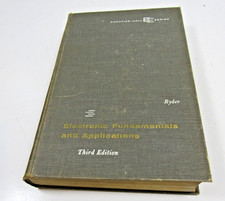 Ryder
Electronic Fundamentals
and Applications
Third Edition